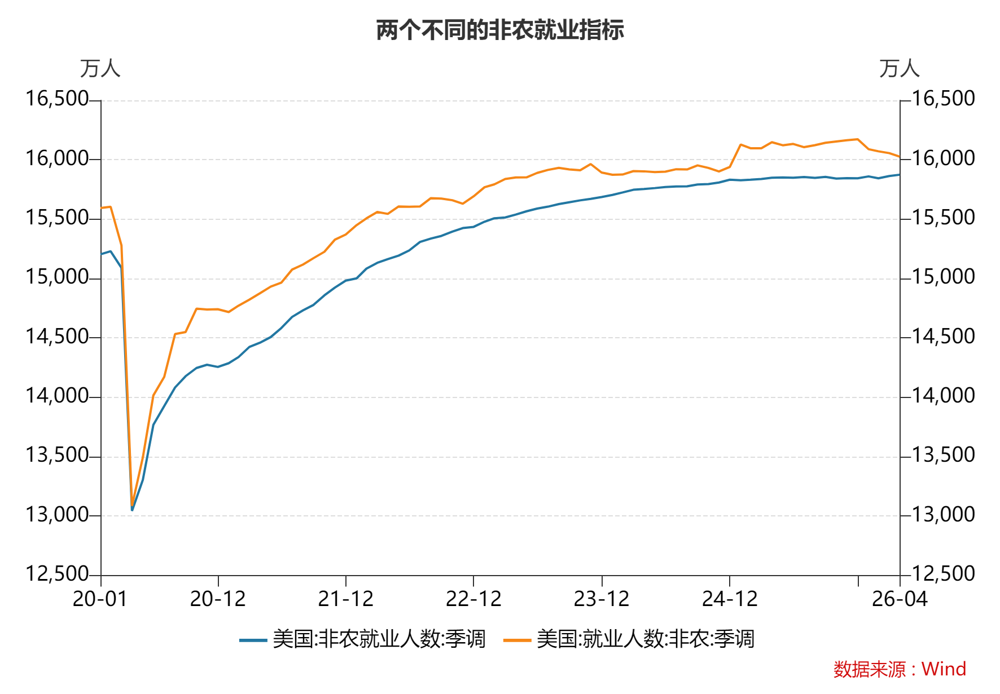 两个不同的非农就业指标
万人 万人
16,500 16,500
16,000 16,000
15,500 15,500
15,000 15,000
14,500 14,500
14,000 14,000
13,500 13,500
13,000 13,000
12,500 12,500
20-01 20-12 21-12 22-12 23-12 24-12 26-04
美国:非农就业人数:季调 美国:就业人数:非农:季调
数据来源：Wind